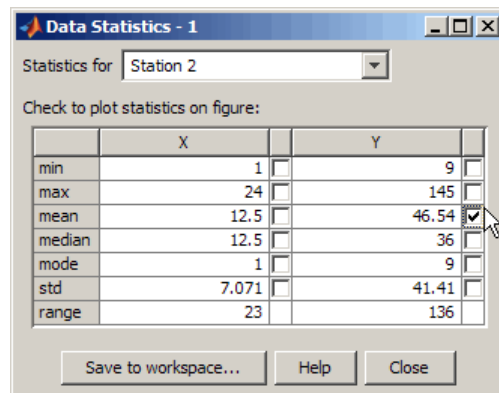 Data Statistics - 1
Statistics for Station 2
Check to plot statistics on figure:
X Y
min 1 9
max 24 145
mean 12.5 46.54
median 12.5 36
mode 1 9
std 7.071 41.41
range 23 136
Save to workspace... Help Close